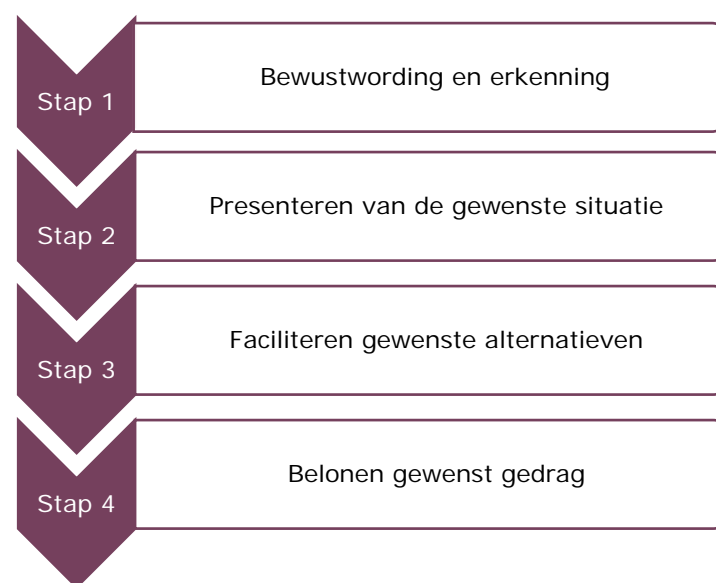 Stap 1
Bewustwording en erkenning
Stap 2
Presenteren van de gewenste situatie
Stap 3
Faciliteren gewenste alternatieven
Stap 4
Belonen gewenst gedrag